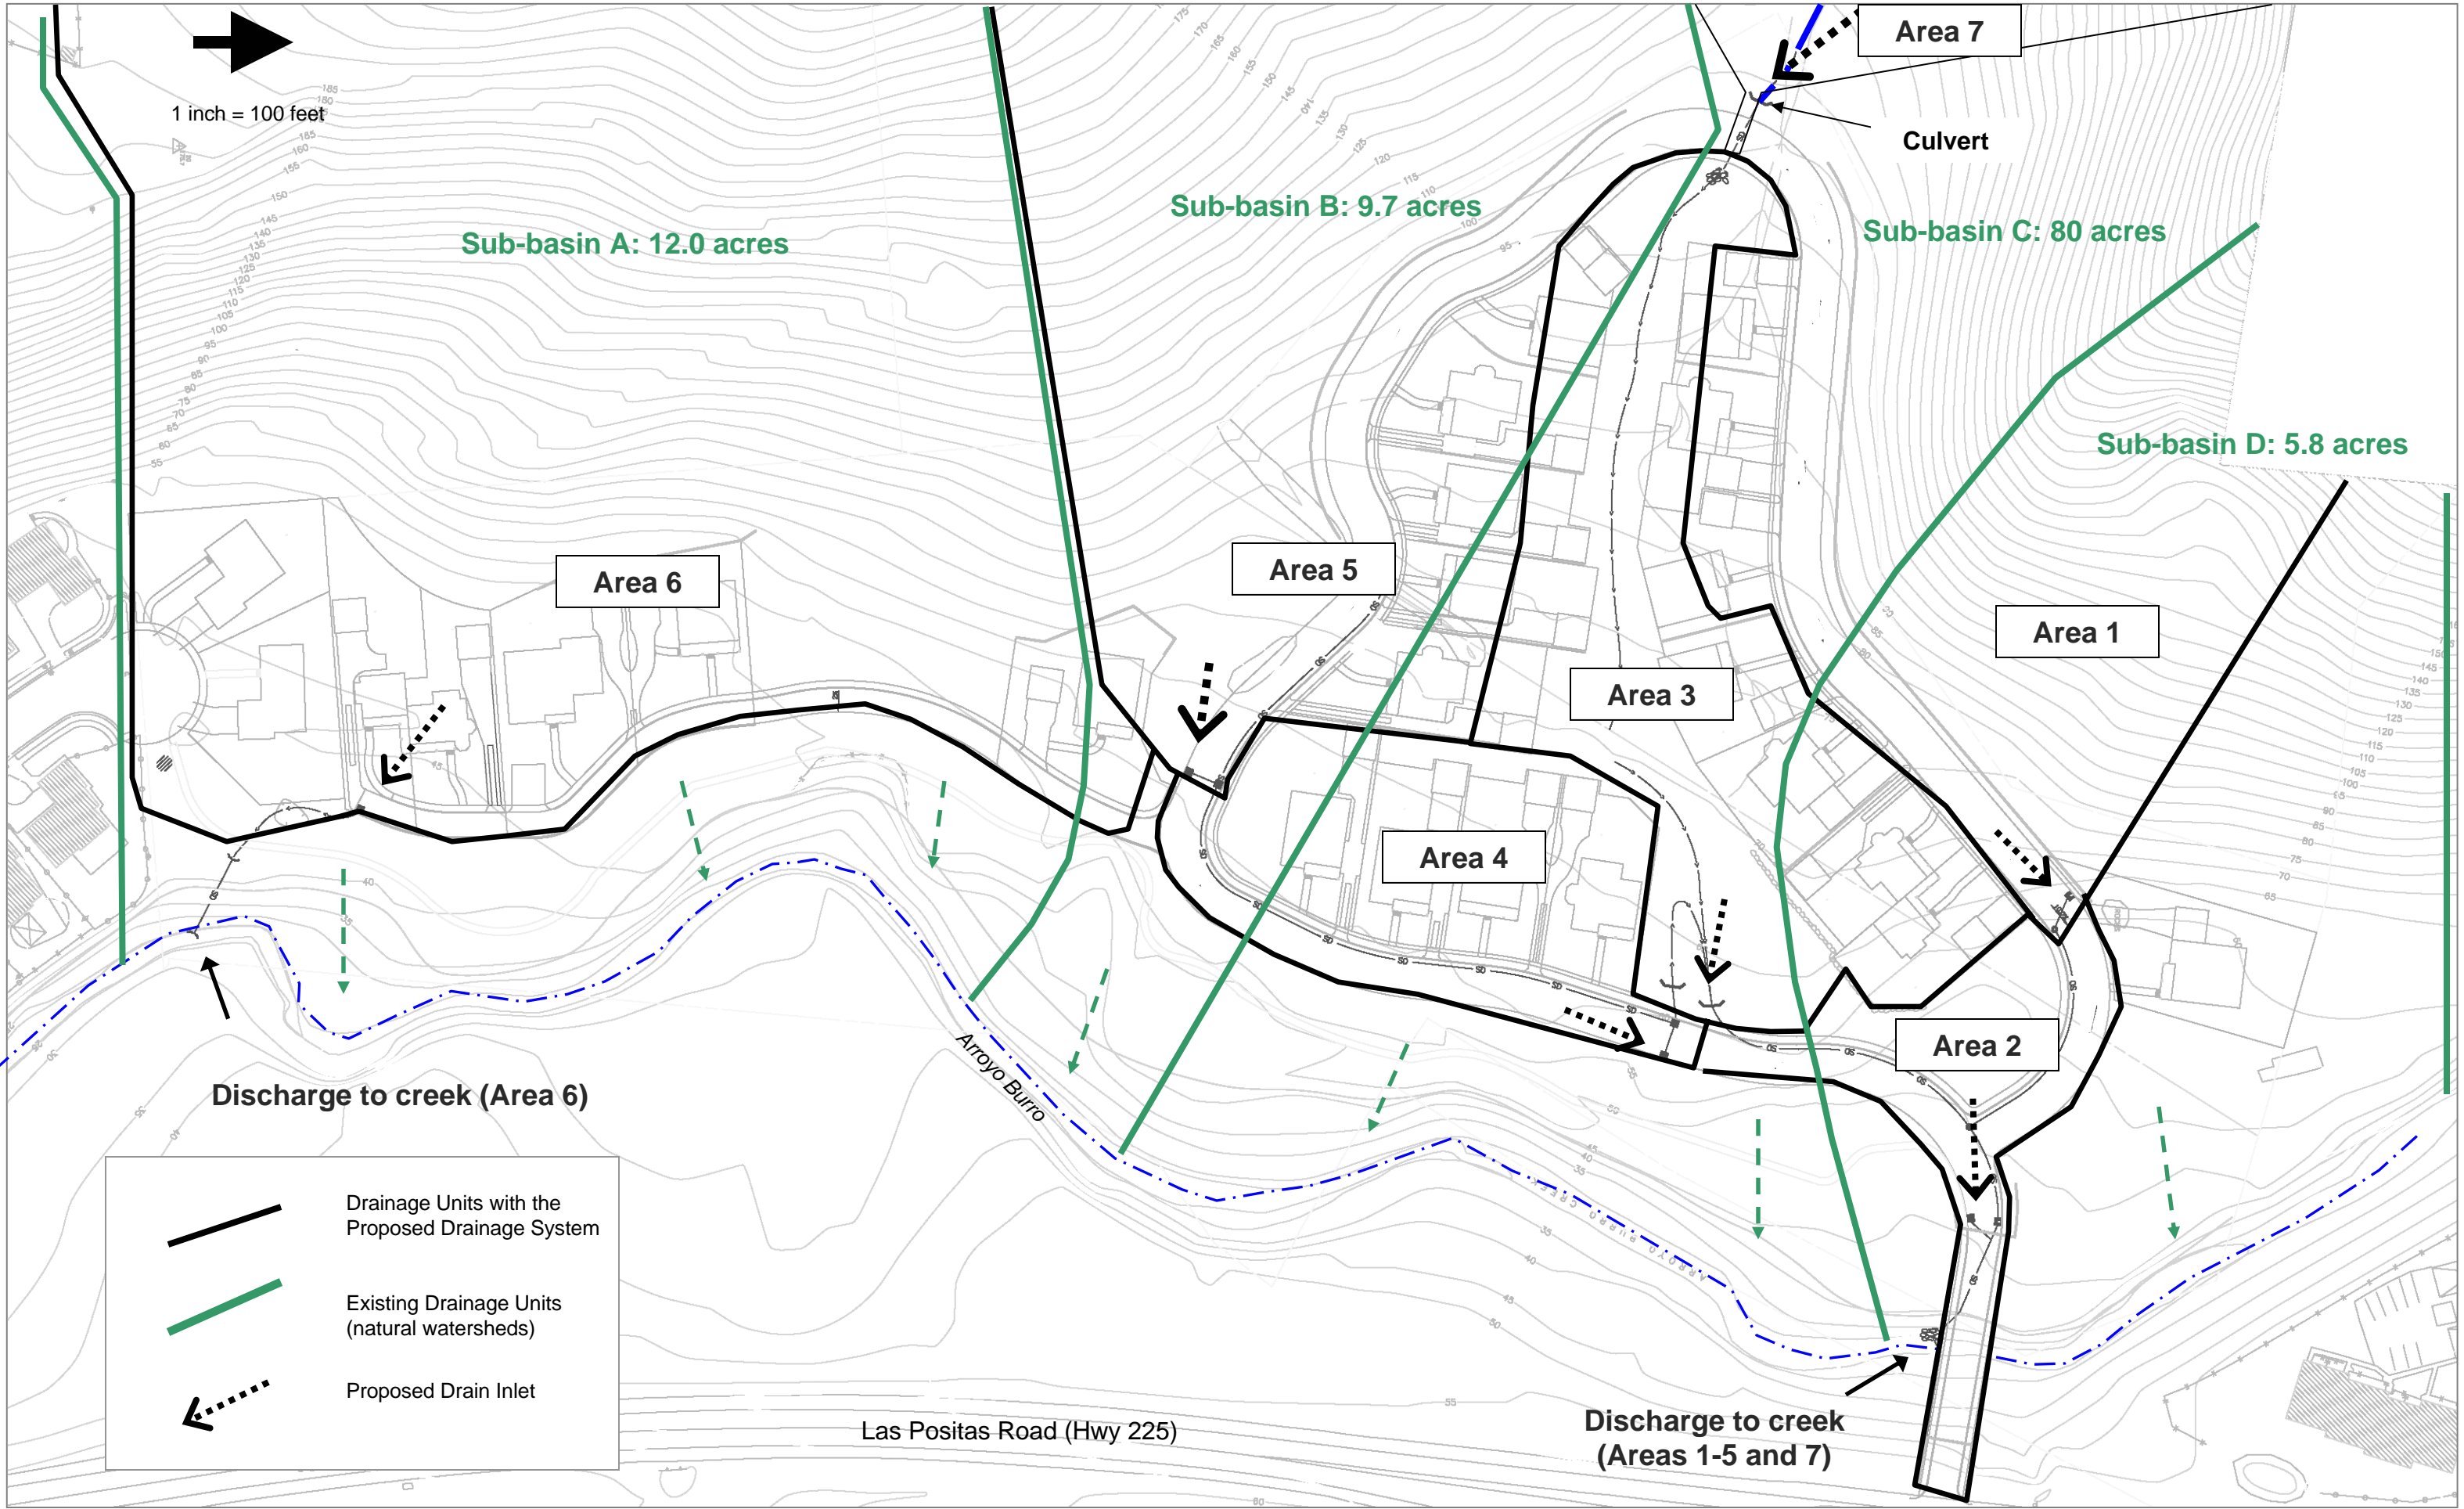 Area 7
1 inch = 100 feet
Culvert
Sub-basin B: 9.7 acres
Sub-basin A: 12.0 acres
Sub-basin C: 80 acres
Sub-basin D: 5.8 acres
Area 5
Area 6
Area 1
Area 3
Area 4
Area 2
Arroyo Burro
Discharge to creek (Area 6)
ARROYO BURRO CREEK
Drainage Units with the
Proposed Drainage System
Existing Drainage Units
(natural watersheds)
Proposed Drain Inlet
Las Positas Road (Hwy 225)
Discharge to creek
(Areas 1-5 and 7)